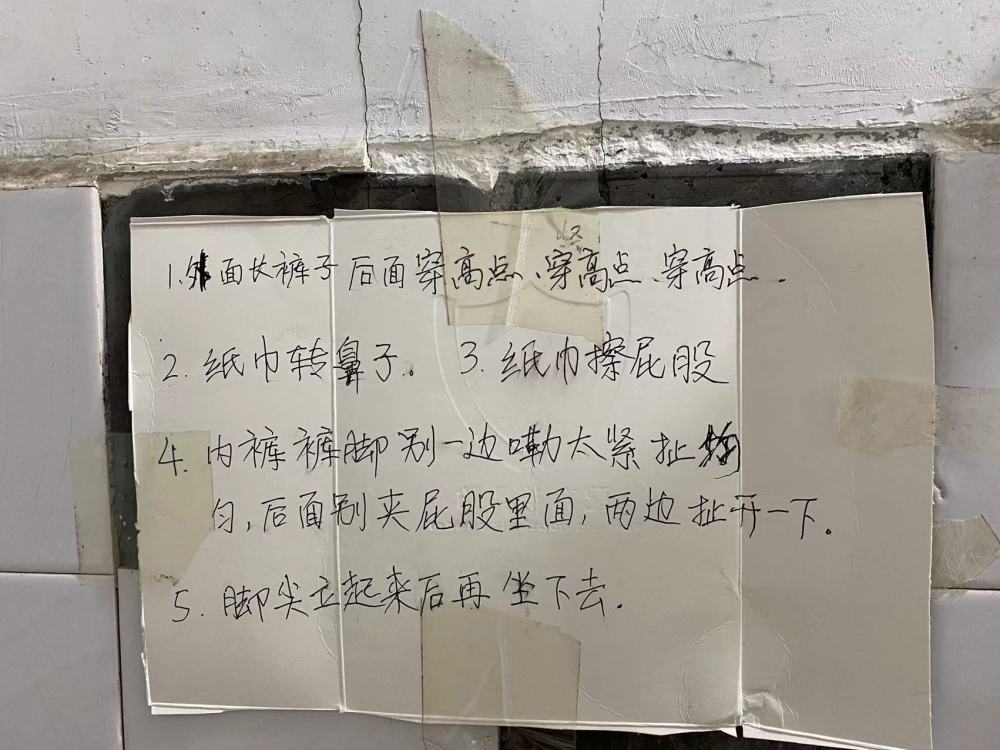 1.外面长裤子后面穿高点、穿高点、穿高点.
2.纸巾转鼻子。 3.纸巾擦屁股
4.内裤裤脚别一边嘞太紧扯
匀,后面别夹屁股里面,两边扯开一下。
5.脚尖立起来后再坐下去.